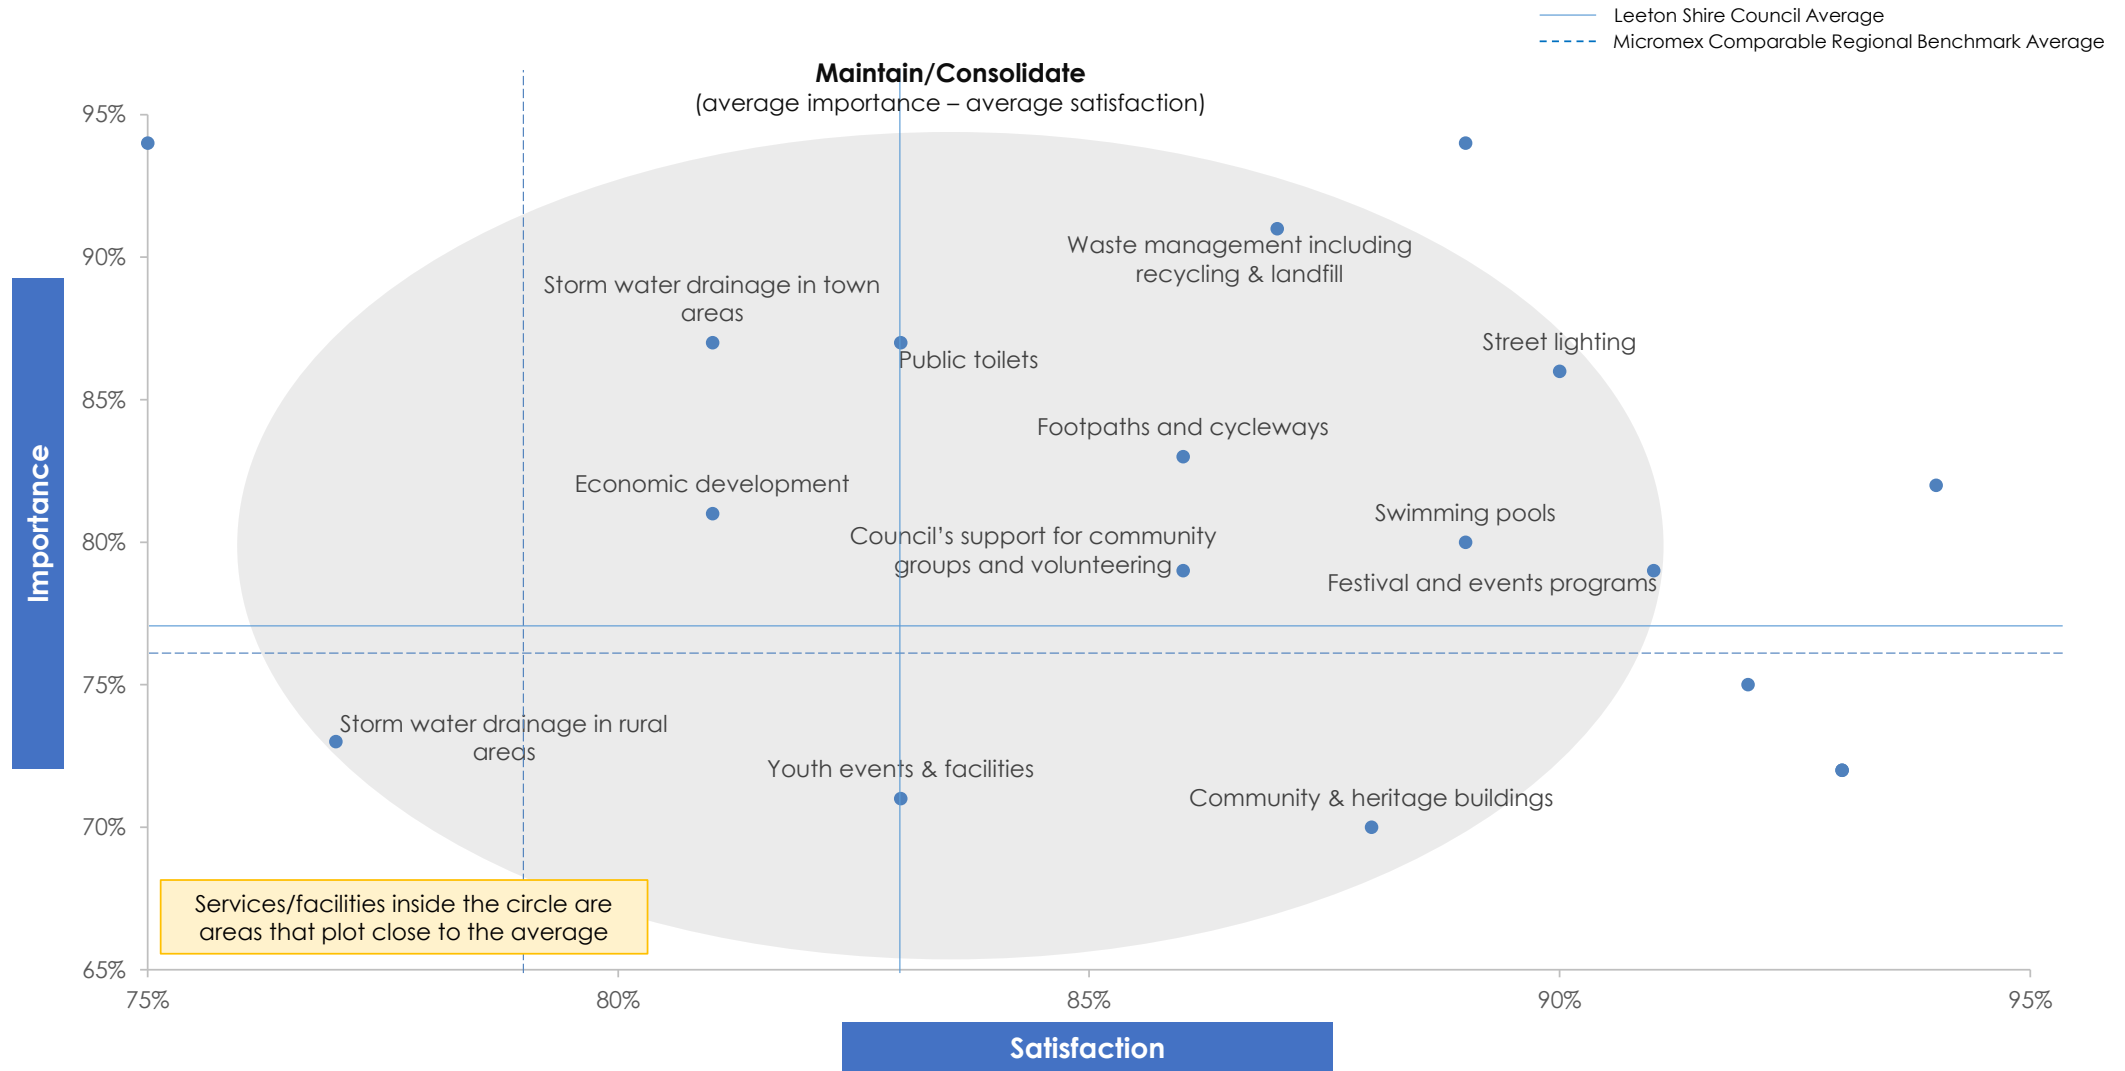 Leeton Shire Council Average
Micromex Comparable Regional Benchmark Average
Maintain/Consolidate
(average importance – average satisfaction)
95%
90%
85%
80%
75%
70%
65%
Importance
Waste management including
recycling & landfill
Storm water drainage in town
areas
Public toilets
Street lighting
Footpaths and cycleways
Economic development
Swimming pools
Council’s support for community
groups and volunteering
Festival and events programs
Storm water drainage in rural
areas
Youth events & facilities
Community & heritage buildings
Services/facilities inside the circle are
areas that plot close to the average
75%
80%
85%
90%
95%
Satisfaction